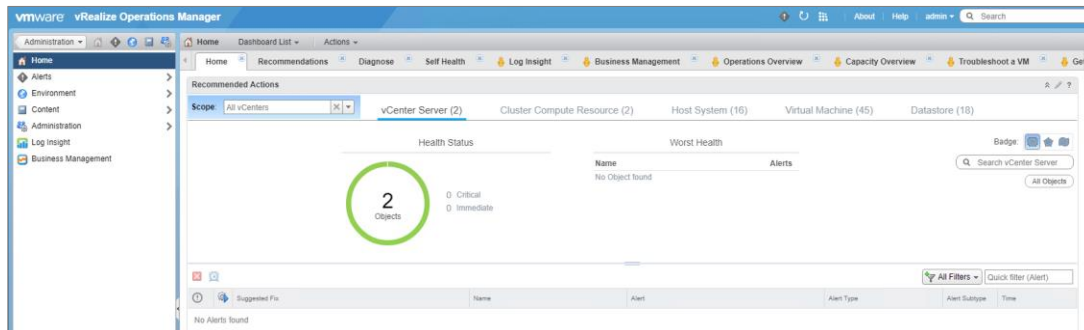 vmware vRealize Operations Manager
About Help admin Search
Administration
Home
Alerts
Environment
Content
Administration
Log Insight
Business Management
Home Dashboard List Actions
Home Recommendations Diagnose Self Health Log Insight Business Management Operations Overview Capacity Overview Troubleshoot a VM Get
Recommended Actions
Scope: All vCenters vCenter Server (2) Cluster Compute Resource (2) Host System (16) Virtual Machine (45) Datastore (18)
Health Status Worst Health Badge:
Name Alerts
No Object found
Search vCenter Server
All Objects
2
Objects
0 Critical
0 Immediate
All Filters Quick filter (Alert)
Suggested Fix Name Alert Alert Type Alert Subtype Time
No Alerts found